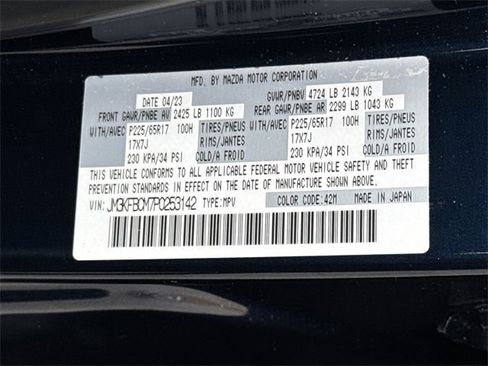 MFD. BY MAZDA MOTOR CORPORATION
DATE 04/23
GVWR/PNBV 4724 LB 2143 KG
FRONT GAWR/PNBE AV 2425 LB 1100 KG
REAR GAWR/PNBE AR 2299 LB 1043 KG
WITH/AVEC P225/65R17 100H TIRES/PNEUS
17X7J RIMS/JANTES
230 KPA/34 PSI COLD/A FROID
WITH/AVEC P225/65R17 100H TIRES/PNEUS
17X7J RIMS/JANTES
230 KPA/34 PSI COLD/A FROID
THIS VEHICLE CONFORMS TO ALL APPLICABLE FEDERAL MOTOR VEHICLE SAFETY AND THEFT
PREVENTION STANDARDS IN EFFECT ON THE DATE OF MANUFACTURE SHOWN ABOVE.
VIN: JM3KFBCM7P0253142 TYPE:MPV COLOR CODE:42M MADE IN JAPAN